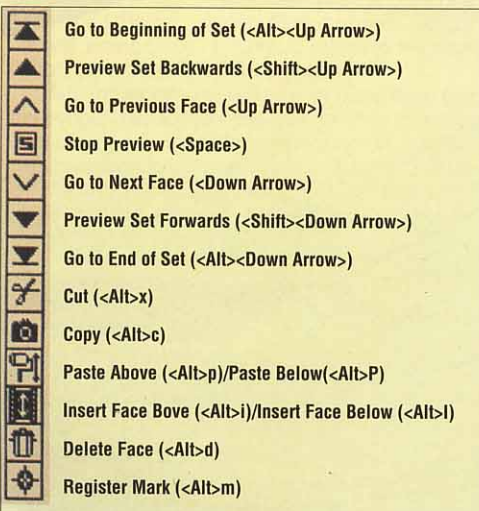 Go to Beginning of Set (<Alt><Up Arrow>)
Preview Set Backwards (<Shift><Up Arrow>)
Go to Previous Face (<Up Arrow>)
S
Stop Preview (<Space>)
Go to Next Face (<Down Arrow>)
Preview Set Forwards (<Shift><Down Arrow>)
Go to End of Set (<Alt><Down Arrow>)
Cut (<Alt>x)
Copy (<Alt>c)
Paste Above (<Alt>p)/Paste Below(<Alt>P)
Insert Face Bove (<Alt>i)/Insert Face Below (<Alt>I)
Delete Face (<Alt>d)
Register Mark (<Alt>m)